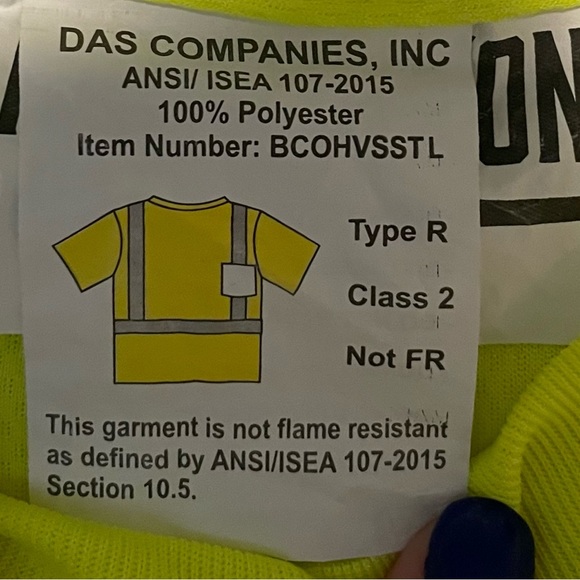 DAS COMPANIES, INC
ANSI/ ISEA 107-2015
100% Polyester
Item Number: BCOHVSSTL
Type R
Class 2
Not FR
This garment is not flame resistant
as defined by ANSI/ISEA 107-2015
Section 10.5.